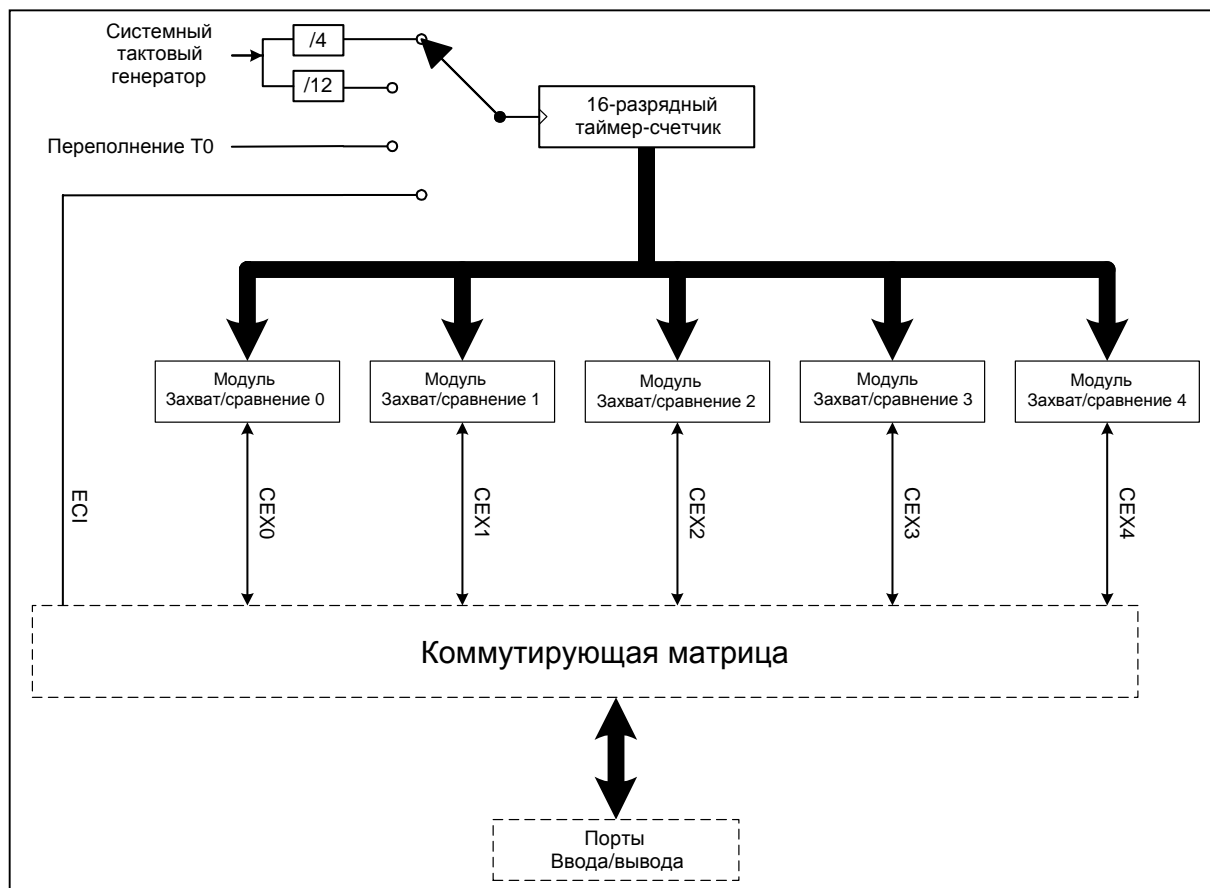 Системный
тактовый
генератор
/4
/12
16-разрядный
таймер-счетчик
Переполнение T0
Модуль
Захват/сравнение 0
Модуль
Захват/сравнение 1
Модуль
Захват/сравнение 2
Модуль
Захват/сравнение 3
Модуль
Захват/сравнение 4
ECI
CEX0
CEX1
CEX2
CEX3
CEX4
Коммутирующая матрица
Порты
Ввода/вывода